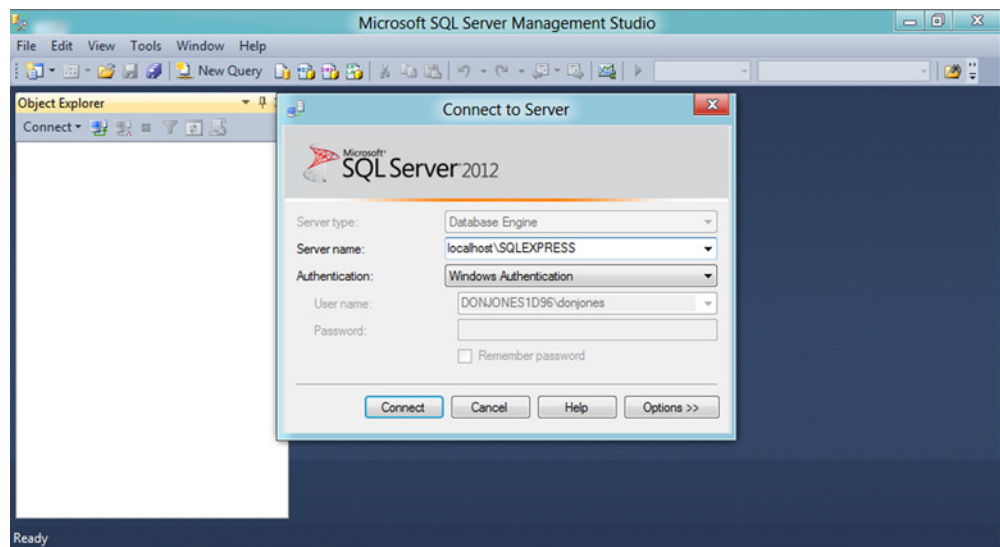 Microsoft SQL Server Management Studio
File Edit View Tools Window Help
New Query
Object Explorer
Connect
Connect to Server
Microsoft
SQL Server 2012
Server type: Database Engine
Server name: localhost\SQLEXPRESS
Authentication: Windows Authentication
User name: DONJONES1D96\donjones
Password:
Remember password
Connect Cancel Help Options >>
Ready